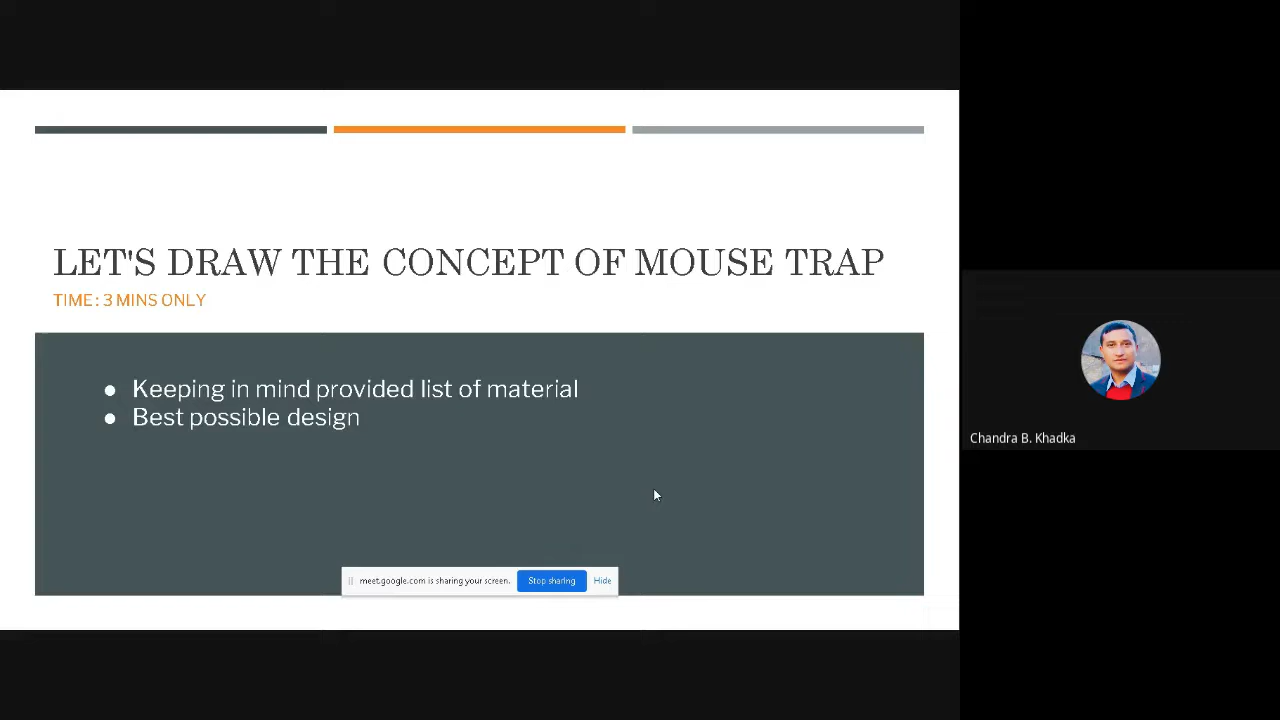 LET'S DRAW THE CONCEPT OF MOUSE TRAP
TIME: 3 MINS ONLY
● Keeping in mind provided list of material
● Best possible design
meet.google.com is sharing your screen. Stop sharing Hide
Chandra B. Khadka